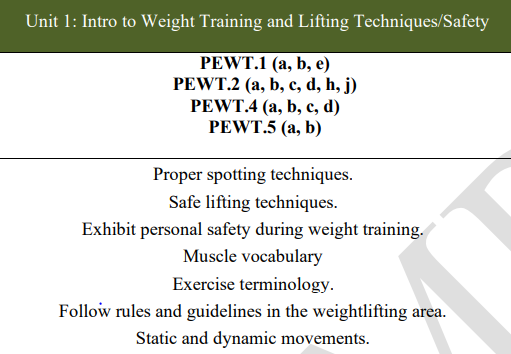 Unit 1: Intro to Weight Training and Lifting Techniques/Safety
PEWT.1 (a, b, e)
PEWT.2 (a, b, c, d, h, j)
PEWT.4 (a, b, c, d)
PEWT.5 (a, b)
Proper spotting techniques.
Safe lifting techniques.
Exhibit personal safety during weight training.
Muscle vocabulary
Exercise terminology.
Follow rules and guidelines in the weightlifting area.
Static and dynamic movements.